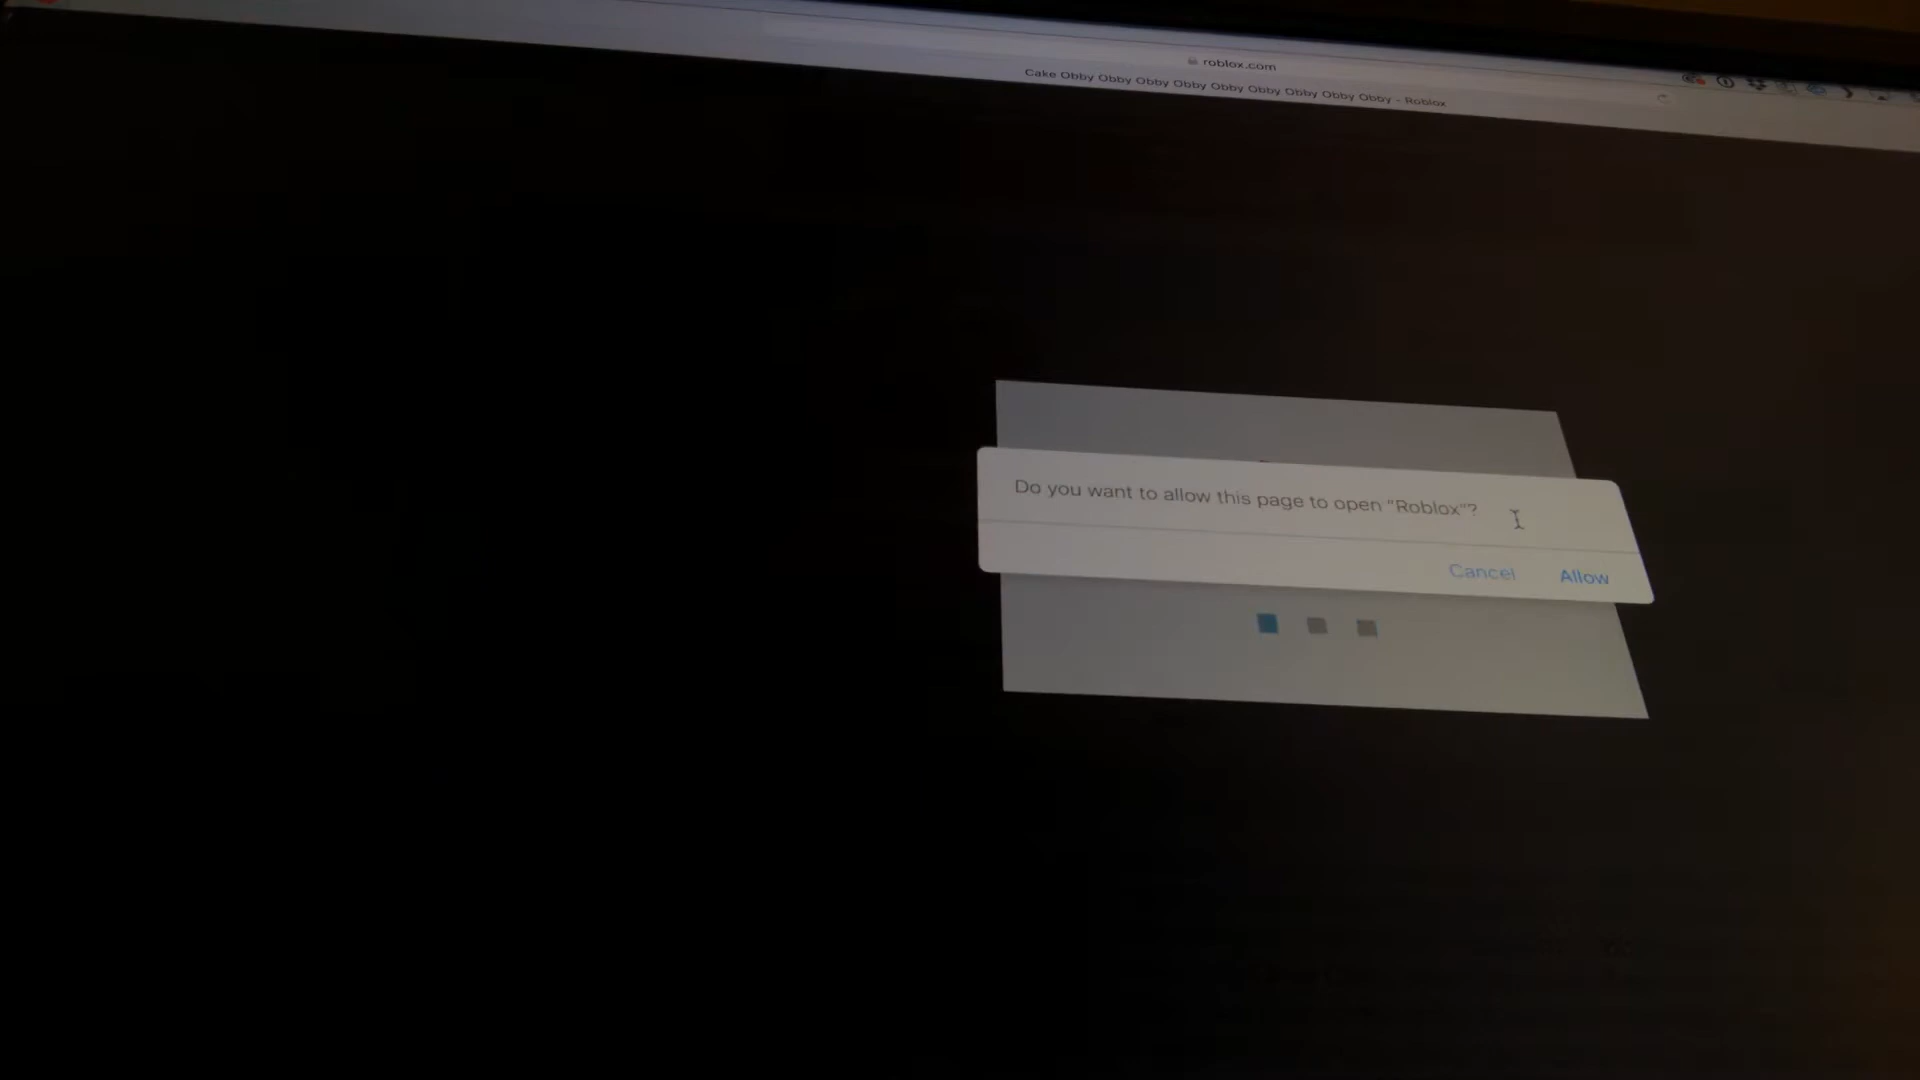 roblox.com
Cake Obby Obby Obby Obby Obby Obby Obby Obby Obby - Roblox
Do you want to allow this page to open "Roblox"?
Cancel
Allow